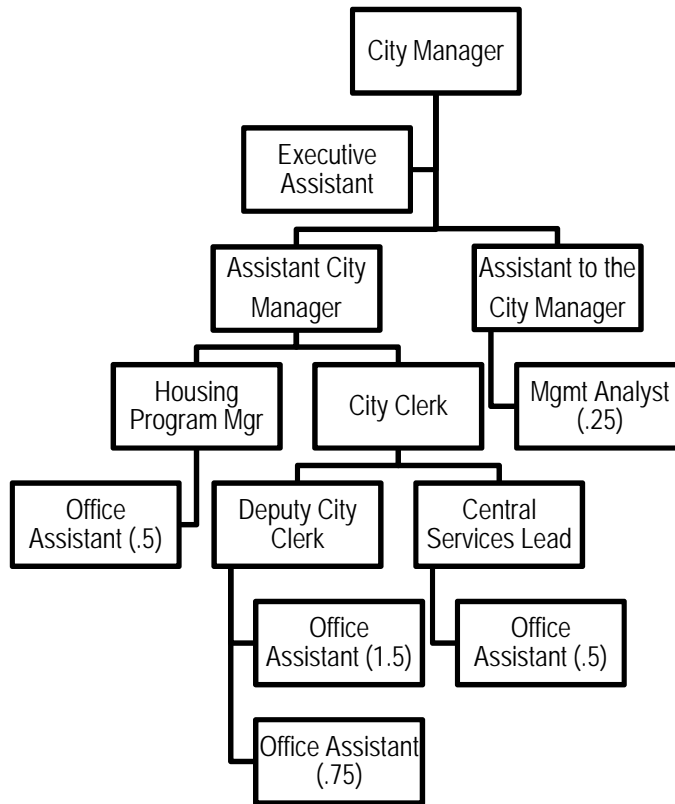 City Manager
Executive
Assistant
Assistant City
Manager
Assistant to the
City Manager
Housing
Program Mgr
City Clerk
Mgmt Analyst
(.25)
Office
Assistant (.5)
Deputy City
Clerk
Central
Services Lead
Office
Assistant (1.5)
Office
Assistant (.5)
Office Assistant
(.75)